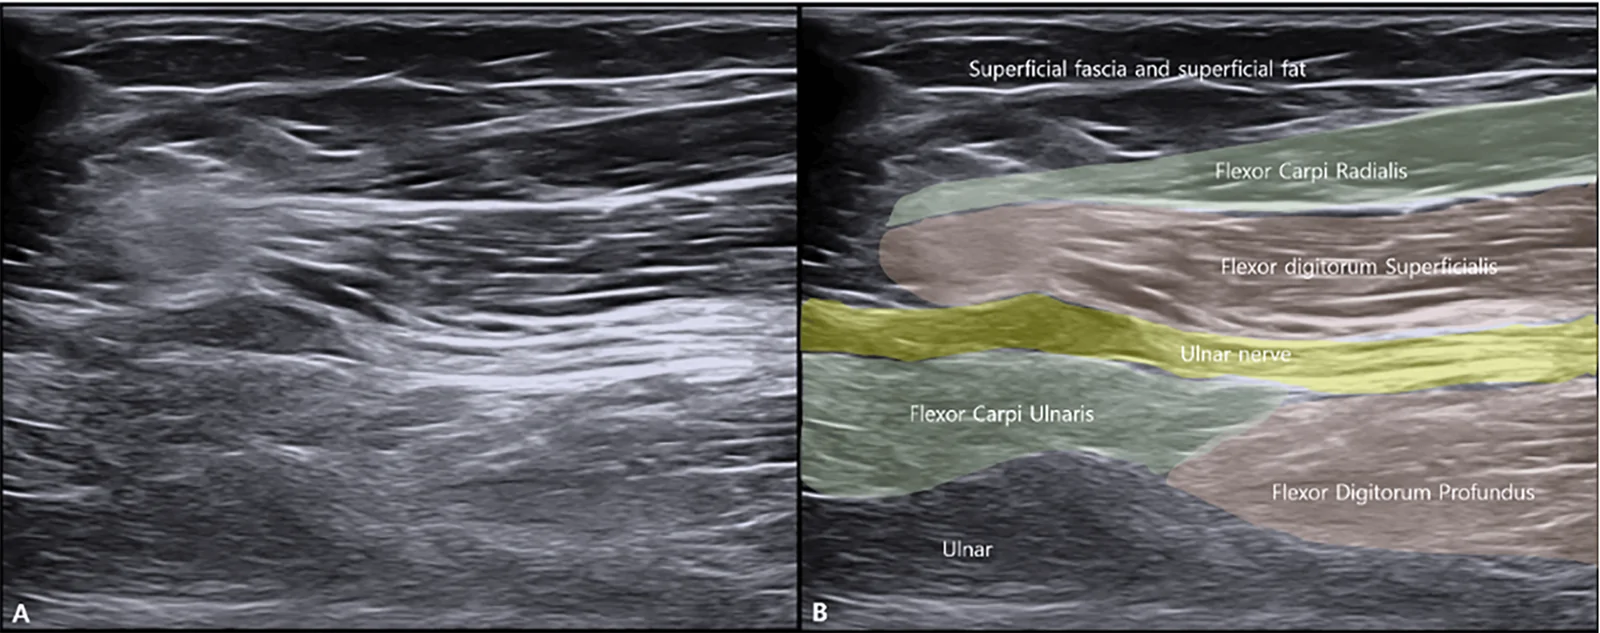 Superficial fascia and superficial fat
Flexor Carpi Radialis
Flexor digitorum Superficialis
Ulnar nerve
Flexor Carpi Ulnaris
Flexor Digitorum Profundus
Ulnar
A
B